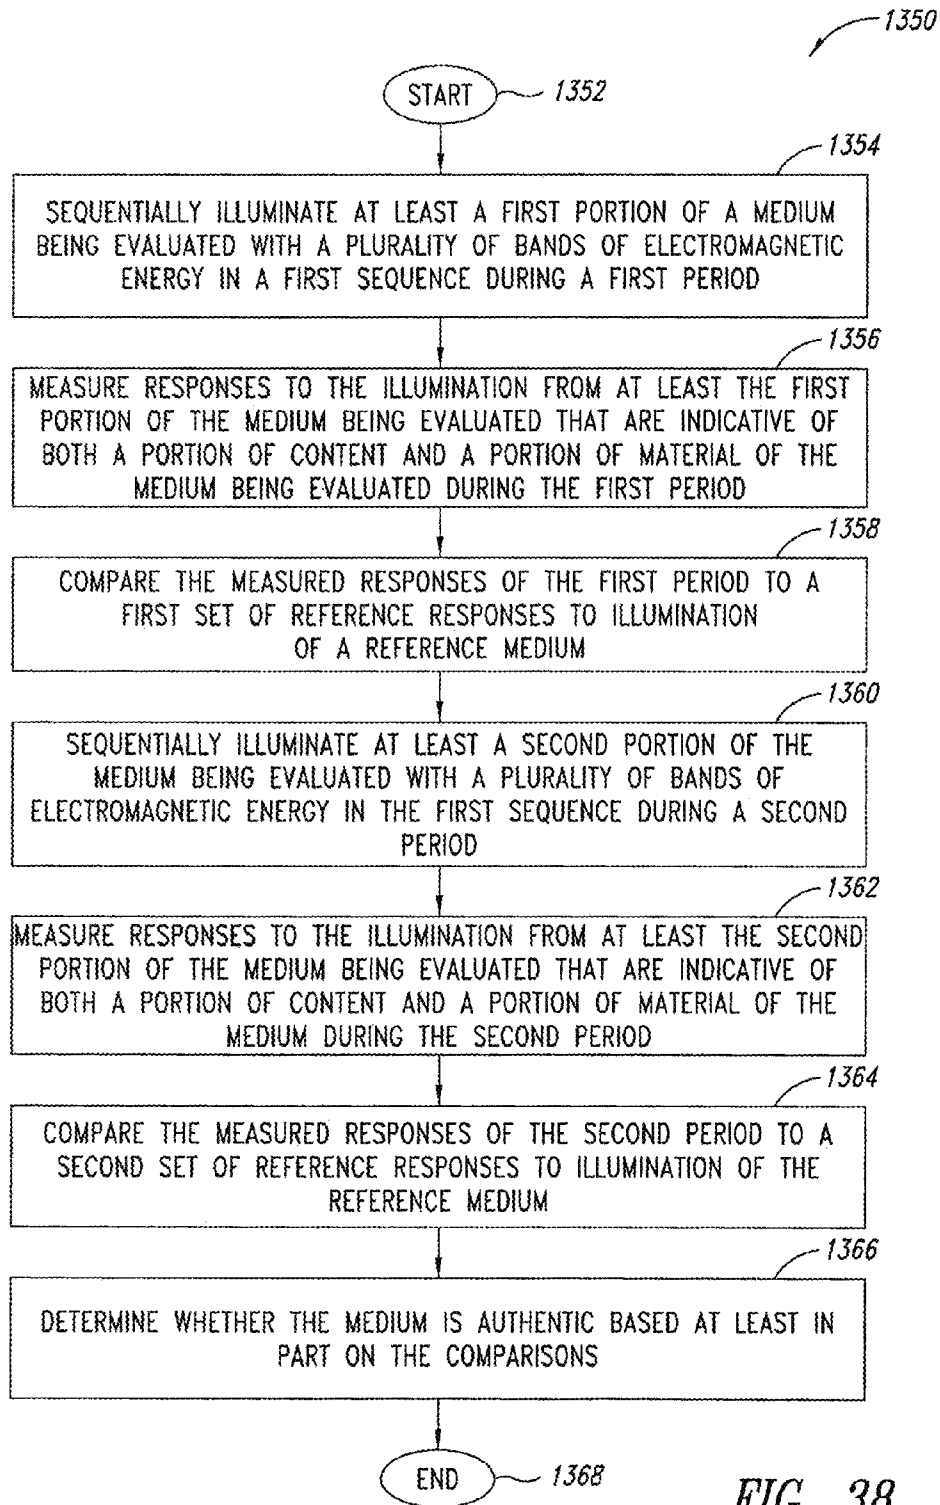 1350
START
1352
1354
SEQUENTIALLY ILLUMINATE AT LEAST A FIRST PORTION OF A MEDIUM
BEING EVALUATED WITH A PLURALITY OF BANDS OF ELECTROMAGNETIC
ENERGY IN A FIRST SEQUENCE DURING A FIRST PERIOD
1356
MEASURE RESPONSES TO THE ILLUMINATION FROM AT LEAST THE FIRST
PORTION OF THE MEDIUM BEING EVALUATED THAT ARE INDICATIVE OF
BOTH A PORTION OF CONTENT AND A PORTION OF MATERIAL OF THE
MEDIUM BEING EVALUATED DURING THE FIRST PERIOD
1358
COMPARE THE MEASURED RESPONSES OF THE FIRST PERIOD TO A
FIRST SET OF REFERENCE RESPONSES TO ILLUMINATION
OF A REFERENCE MEDIUM
1360
SEQUENTIALLY ILLUMINATE AT LEAST A SECOND PORTION OF THE
MEDIUM BEING EVALUATED WITH A PLURALITY OF BANDS OF
ELECTROMAGNETIC ENERGY IN THE FIRST SEQUENCE DURING A SECOND
PERIOD
1362
MEASURE RESPONSES TO THE ILLUMINATION FROM AT LEAST THE SECOND
PORTION OF THE MEDIUM BEING EVALUATED THAT ARE INDICATIVE OF
BOTH A PORTION OF CONTENT AND A PORTION OF MATERIAL OF THE
MEDIUM DURING THE SECOND PERIOD
1364
COMPARE THE MEASURED RESPONSES OF THE SECOND PERIOD TO A
SECOND SET OF REFERENCE RESPONSES TO ILLUMINATION OF THE
REFERENCE MEDIUM
1366
DETERMINE WHETHER THE MEDIUM IS AUTHENTIC BASED AT LEAST IN
PART ON THE COMPARISONS
END
1368
FIG. 38